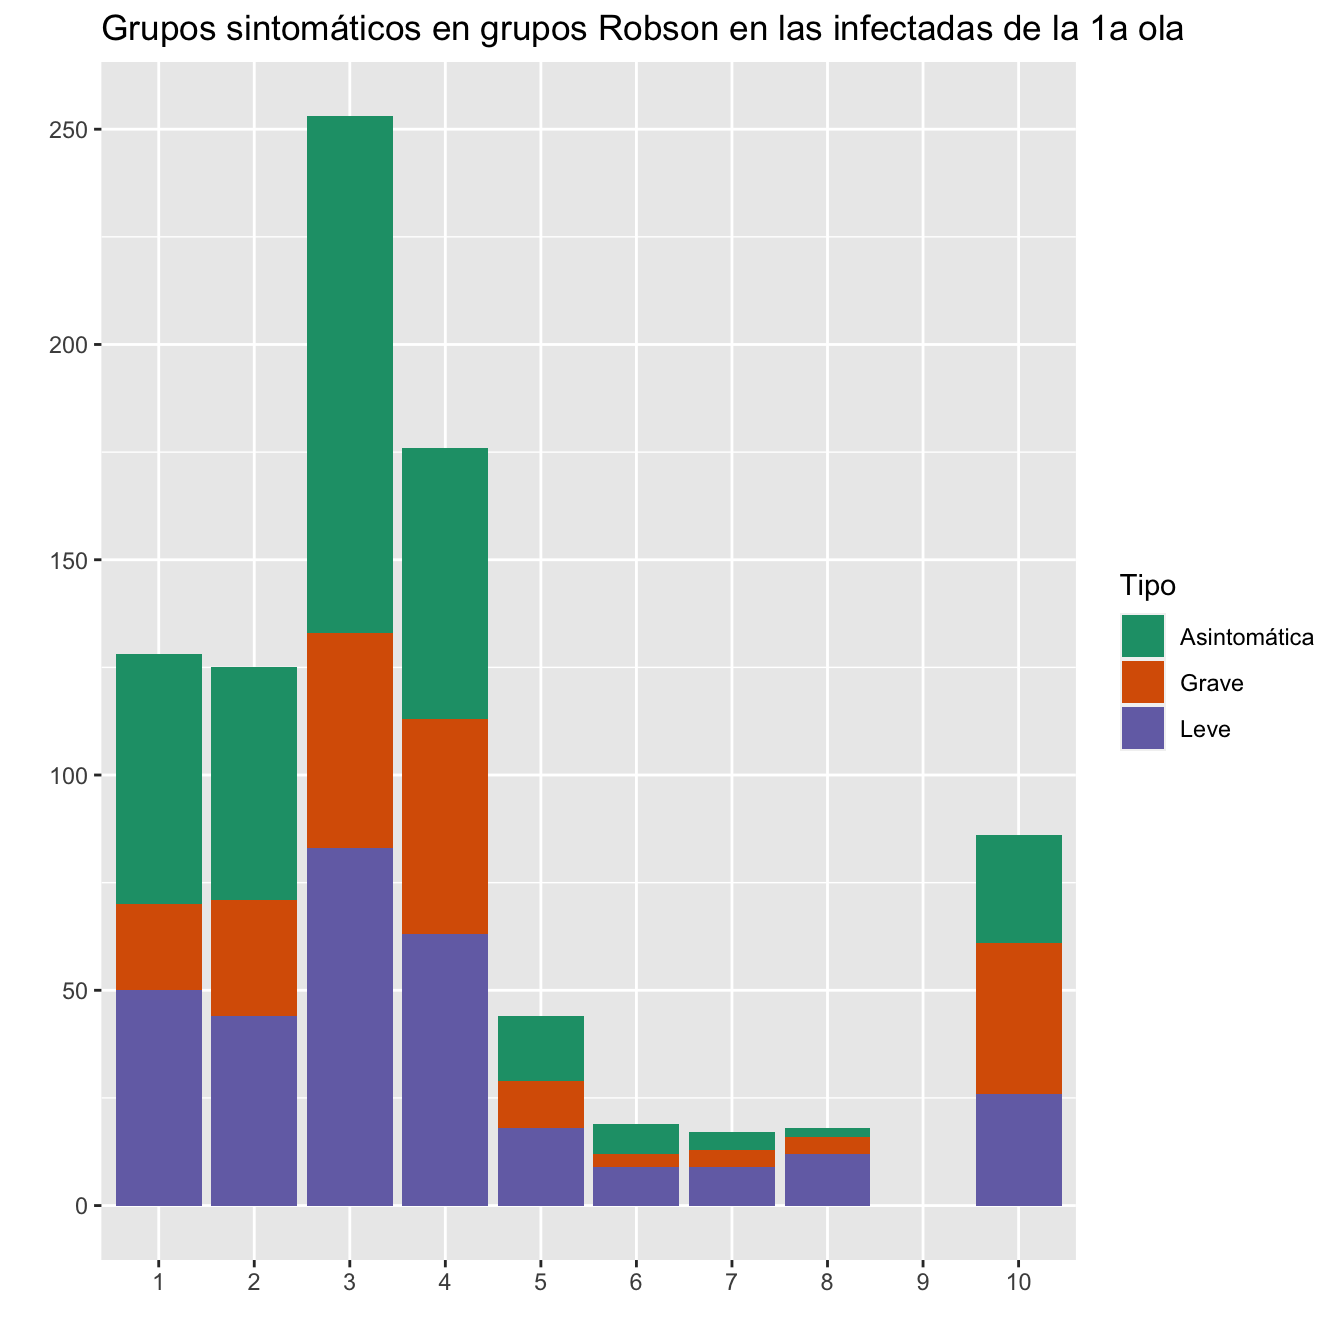 Grupos sintomáticos en grupos Robson en las infectadas de la 1a ola
250
200
150
100
50
0
1 2 3 4 5 6 7 8 9 10
Tipo
Asintomática
Grave
Leve